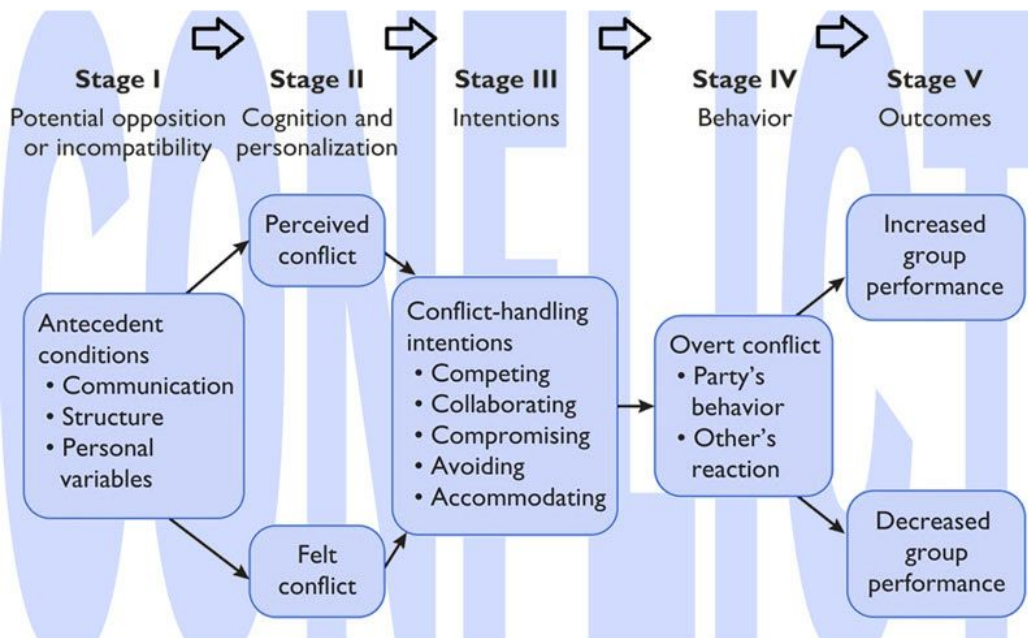 CONFLICT
Stage I
Potential opposition
or incompatibility
Stage II
Cognition and
personalization
Stage III
Intentions
Stage IV
Behavior
Stage V
Outcomes
Antecedent
conditions
• Communication
• Structure
• Personal
variables
Perceived
conflict
Felt
conflict
Conflict-handling
intentions
• Competing
• Collaborating
• Compromising
• Avoiding
• Accommodating
Overt conflict
• Party's
behavior
• Other's
reaction
Increased
group
performance
Decreased
group
performance